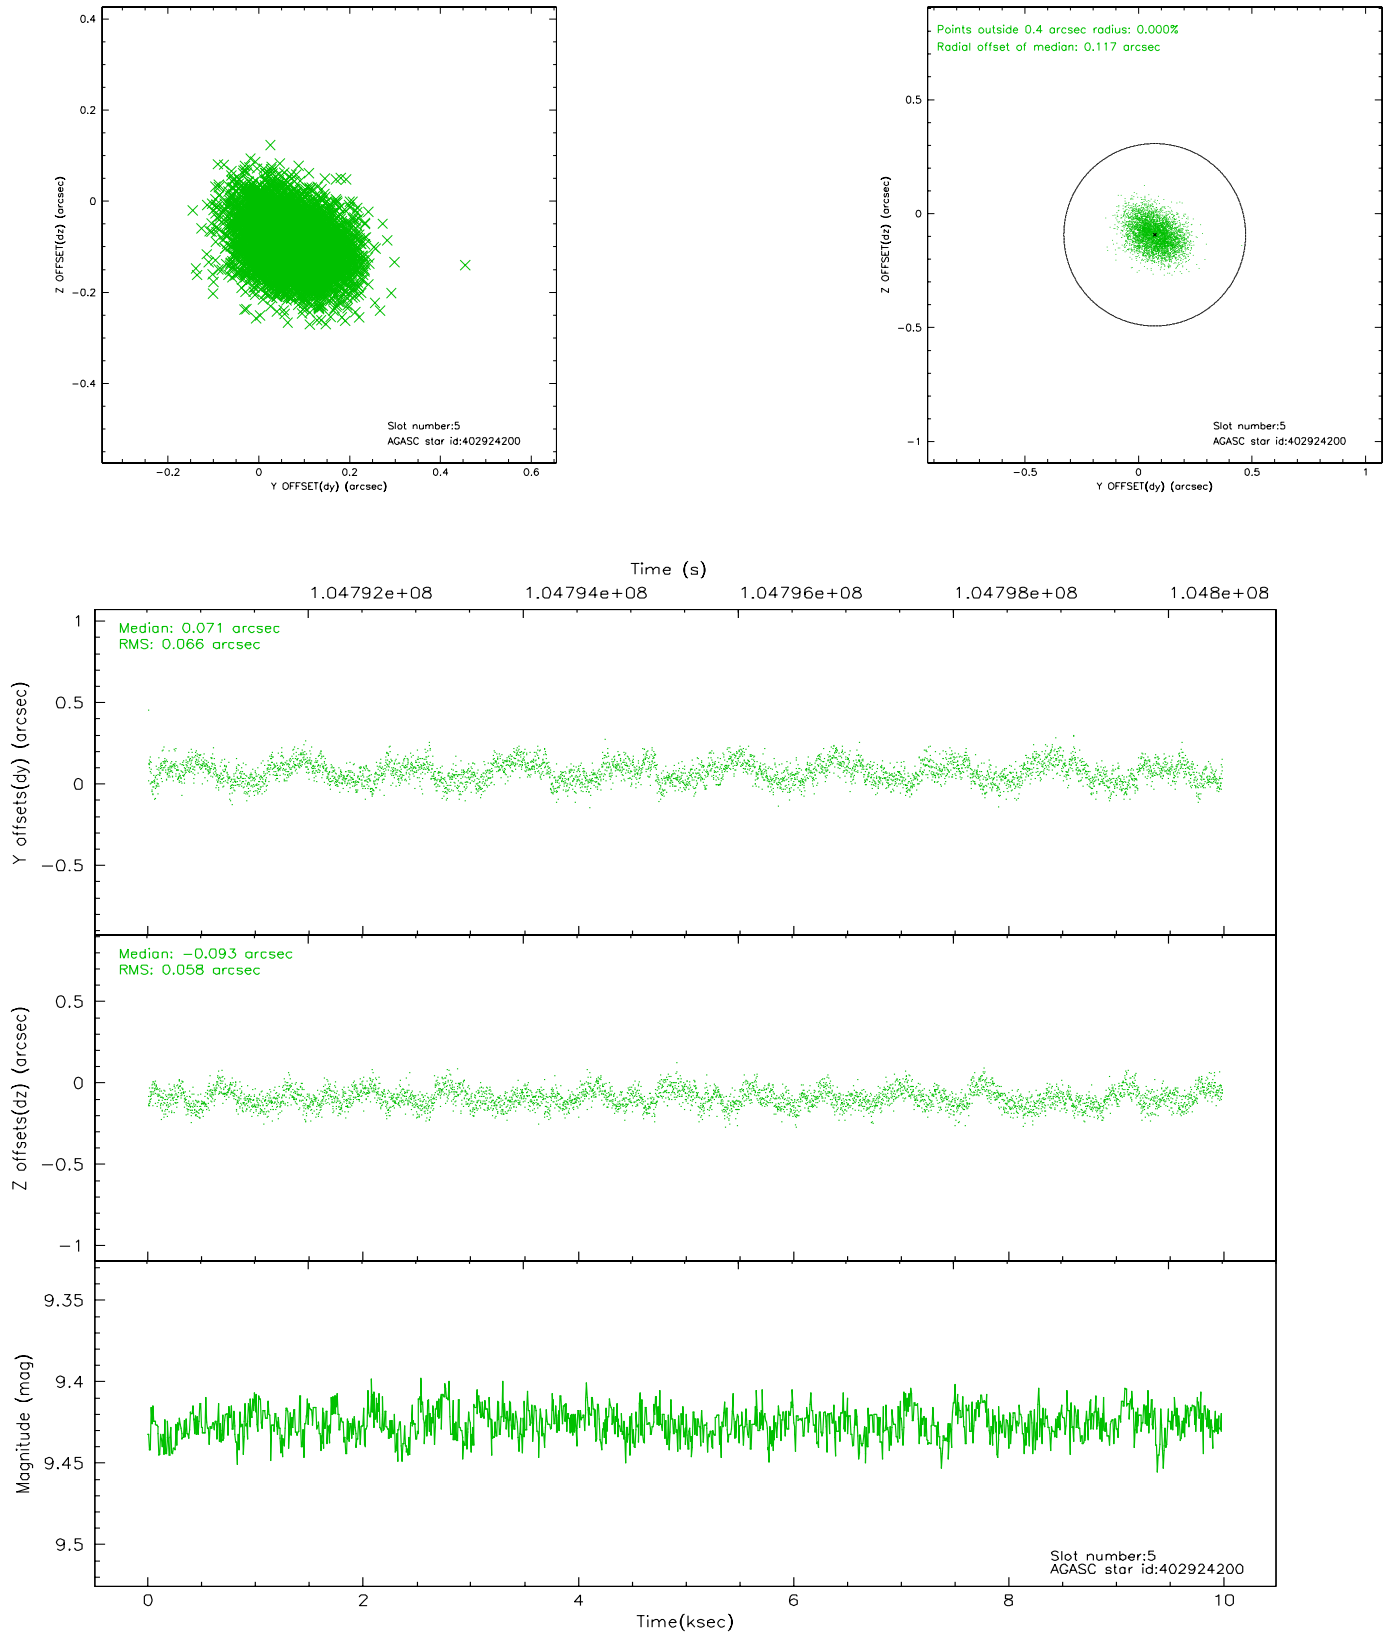 0.4
0.2
0
−0.2
−0.4
Z OFFSET(dz) (arcsec)
Slot number:5
AGASC star id:402924200
−0.2 0 0.2 0.4 0.6
Y OFFSET(dy) (arcsec)
Points outside 0.4 arcsec radius: 0.000%
Radial offset of median: 0.117 arcsec
0.5
0
−0.5
−1
Z OFFSET(dz) (arcsec)
Slot number:5
AGASC star id:402924200
−0.5 0 0.5 1
Y OFFSET(dy) (arcsec)
Time (s)
1.04792e+08 1.04794e+08 1.04796e+08 1.04798e+08 1.048e+08
Median: 0.071 arcsec
RMS: 0.066 arcsec
1
0.5
0
−0.5
Y offsets(dy) (arcsec)
Median: −0.093 arcsec
RMS: 0.058 arcsec
0.5
0
−0.5
−1
Z offsets(dz) (arcsec)
9.35
9.4
9.45
9.5
Magnitude (mag)
Slot number:5
AGASC star id:402924200
0 2 4 6 8 10
Time(ksec)